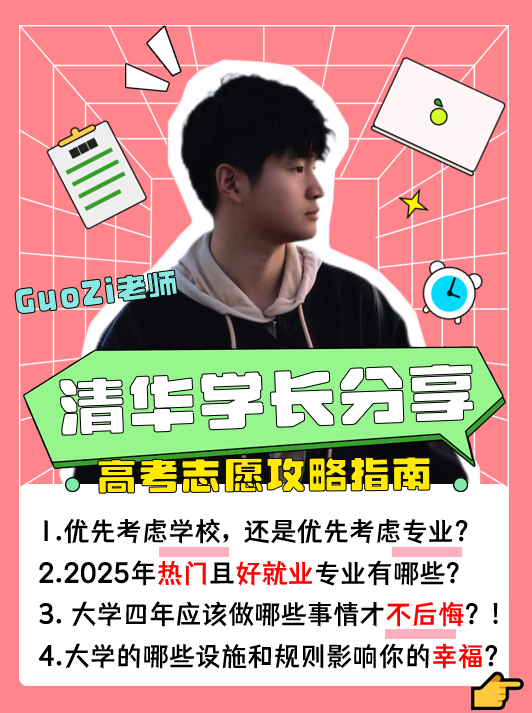 GuoZi老师
清华学长分享
高考志愿攻略指南
1.优先考虑学校，还是优先考虑专业？
2.2025年热门且好就业专业有哪些？
3. 大学四年应该做哪些事情才不后悔？！
4.大学的哪些设施和规则影响你的幸福？